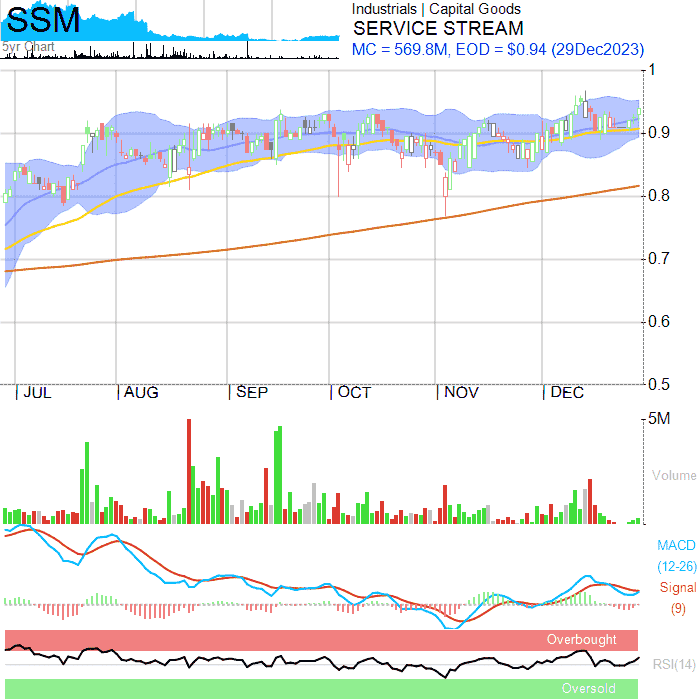 SSM
5yr Chart
Industrials | Capital Goods
SERVICE STREAM
MC = 569.8M, EOD = $0.94 (29Dec2023)
1
0.9
0.8
0.7
0.6
0.5
JUL AUG SEP OCT NOV DEC
5M
Volume
MACD
(12-26)
Signal
(9)
Overbought
RSI(14)
Oversold